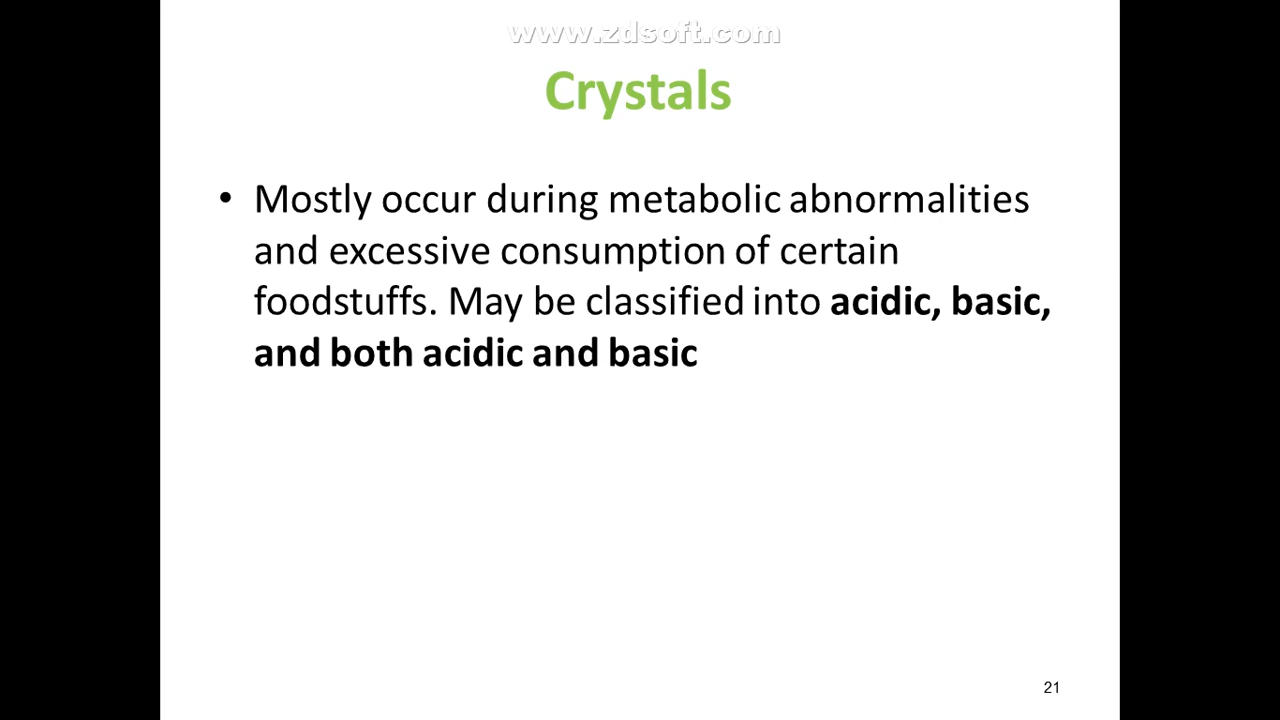 www.zdsoft.com
Crystals
• Mostly occur during metabolic abnormalities
and excessive consumption of certain
foodstuffs. May be classified into acidic, basic,
and both acidic and basic
21